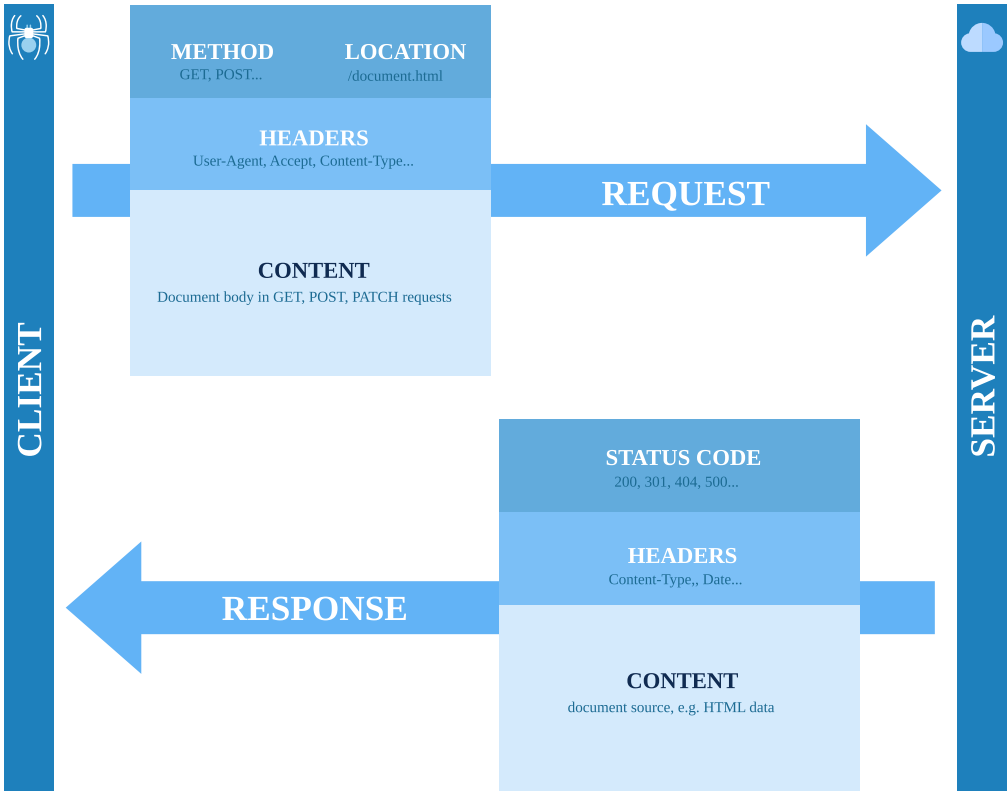 METHOD
GET, POST...
LOCATION
/document.html
HEADERS
User-Agent, Accept, Content-Type...
REQUEST
CONTENT
Document body in GET, POST, PATCH requests
CLIENT
SERVER
STATUS CODE
200, 301, 404, 500...
HEADERS
Content-Type,, Date...
RESPONSE
CONTENT
document source, e.g. HTML data